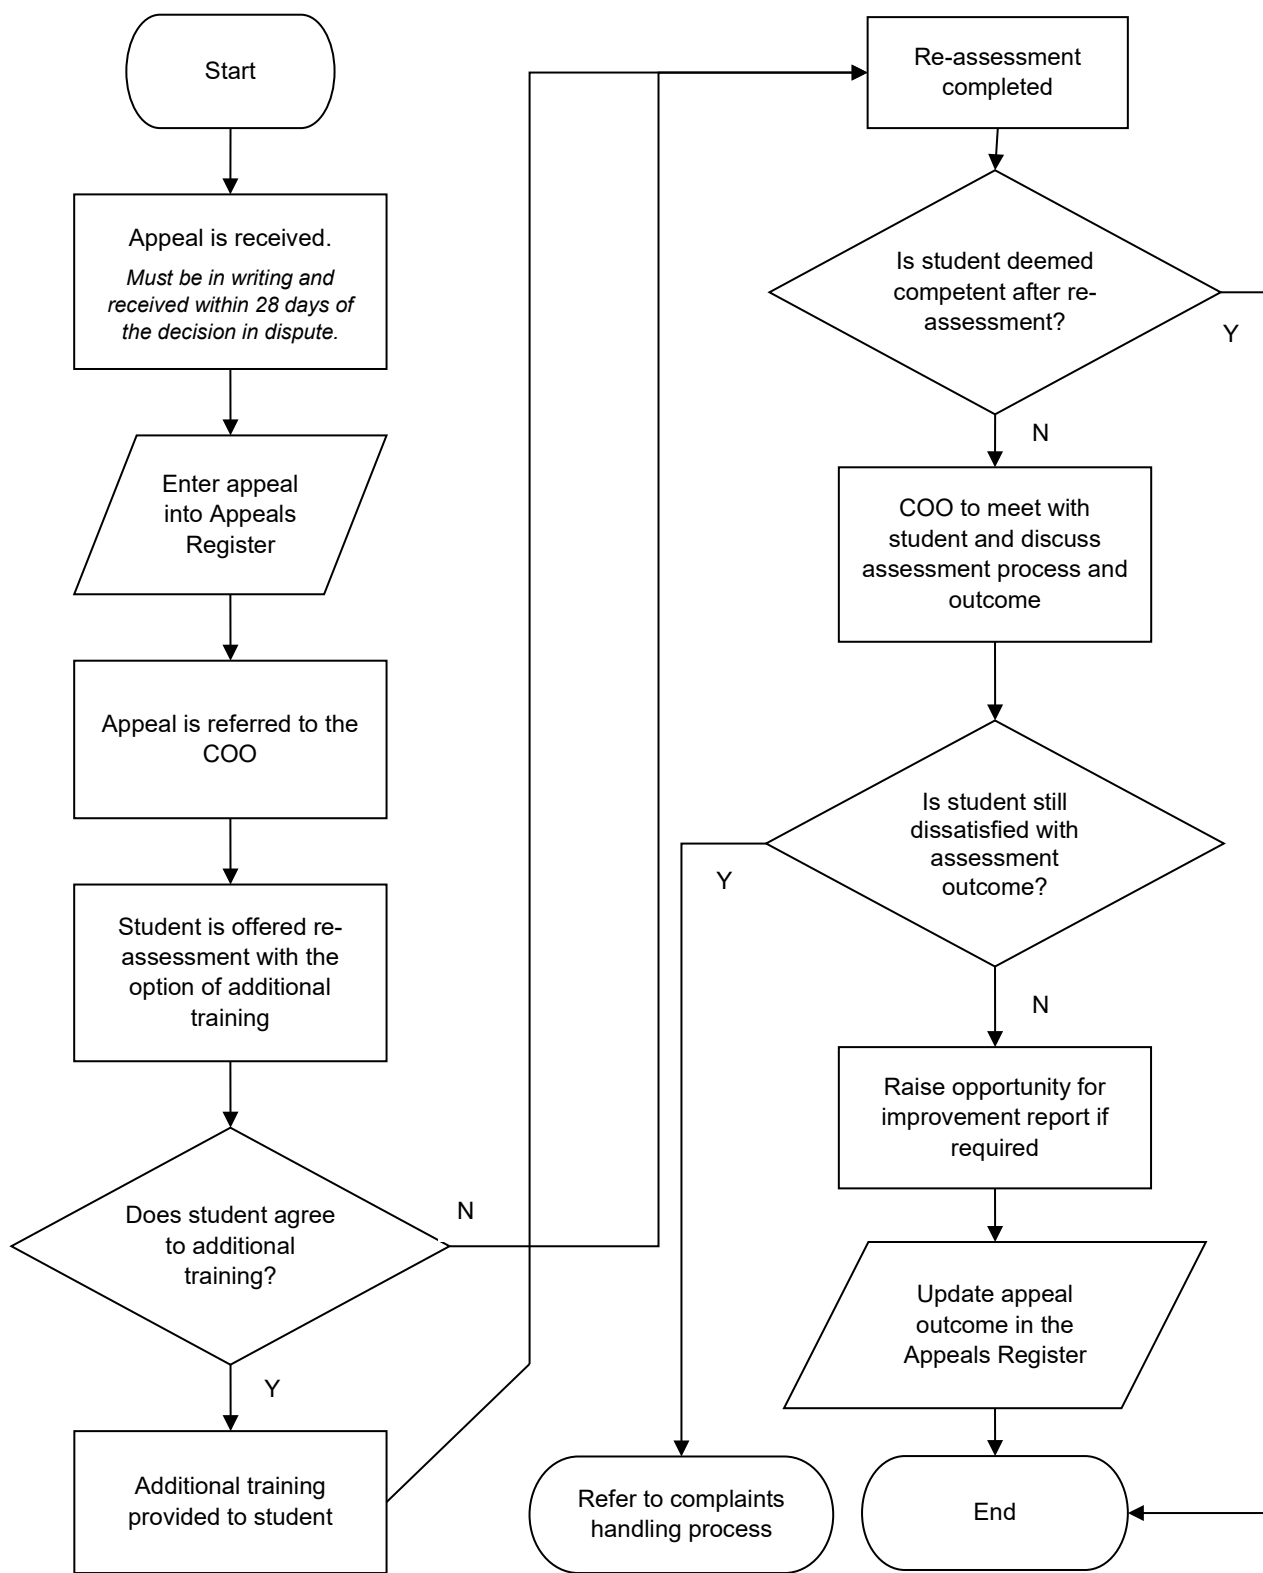 Start
Appeal is received.
Must be in writing and
received within 28 days of
the decision in dispute.
Enter appeal
into Appeals
Register
Appeal is referred to the
COO
Student is offered re-
assessment with the
option of additional
training
Does student agree
to additional
training?
N
Y
Additional training
provided to student
Re-assessment
completed
Is student deemed
competent after re-
assessment?
Y
N
COO to meet with
student and discuss
assessment process and
outcome
Is student still
dissatisfied with
assessment
outcome?
Y
N
Raise opportunity for
improvement report if
required
Update appeal
outcome in the
Appeals Register
Refer to complaints
handling process
End